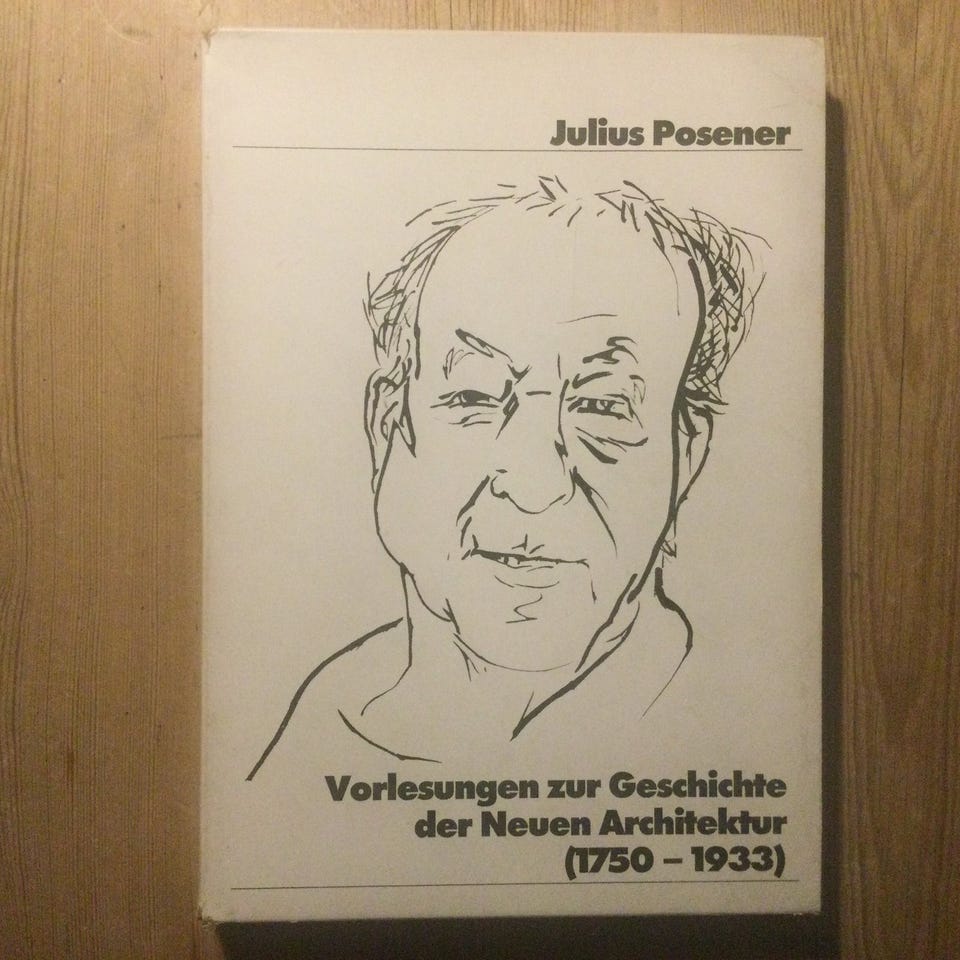 Julius Posener
Vorlesungen zur Geschichte
der Neuen Architektur
(1750 – 1933)